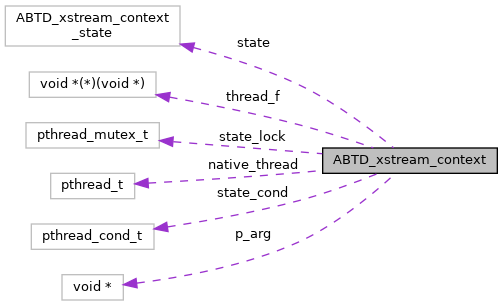 ABTD_xstream_context
_state
state
void *(*)(void *)
thread_f
pthread_mutex_t
state_lock
ABTD_xstream_context
native_thread
pthread_t
state_cond
pthread_cond_t
p_arg
void *